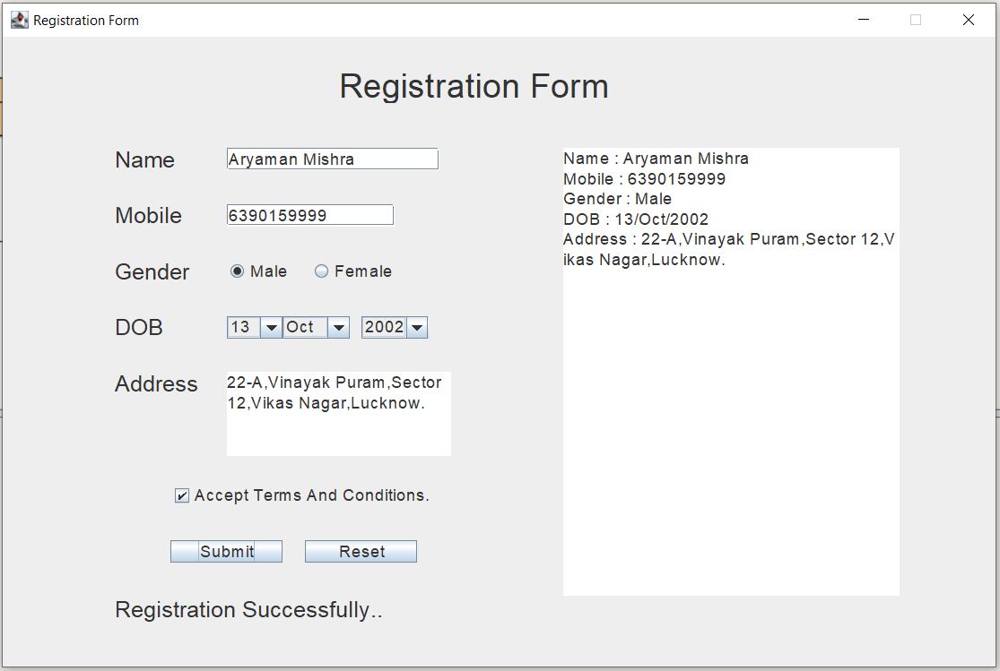 Registration Form
Registration Form
Name
Aryaman Mishra
Mobile
6390159999
Gender
Male
Female
DOB
13
Oct
2002
Address
22-A,Vinayak Puram,Sector
12,Vikas Nagar,Lucknow.
Accept Terms And Conditions.
Submit
Reset
Registration Successfully..
Name : Aryaman Mishra
Mobile : 6390159999
Gender : Male
DOB : 13/Oct/2002
Address : 22-A,Vinayak Puram,Sector 12,V
ikas Nagar,Lucknow.